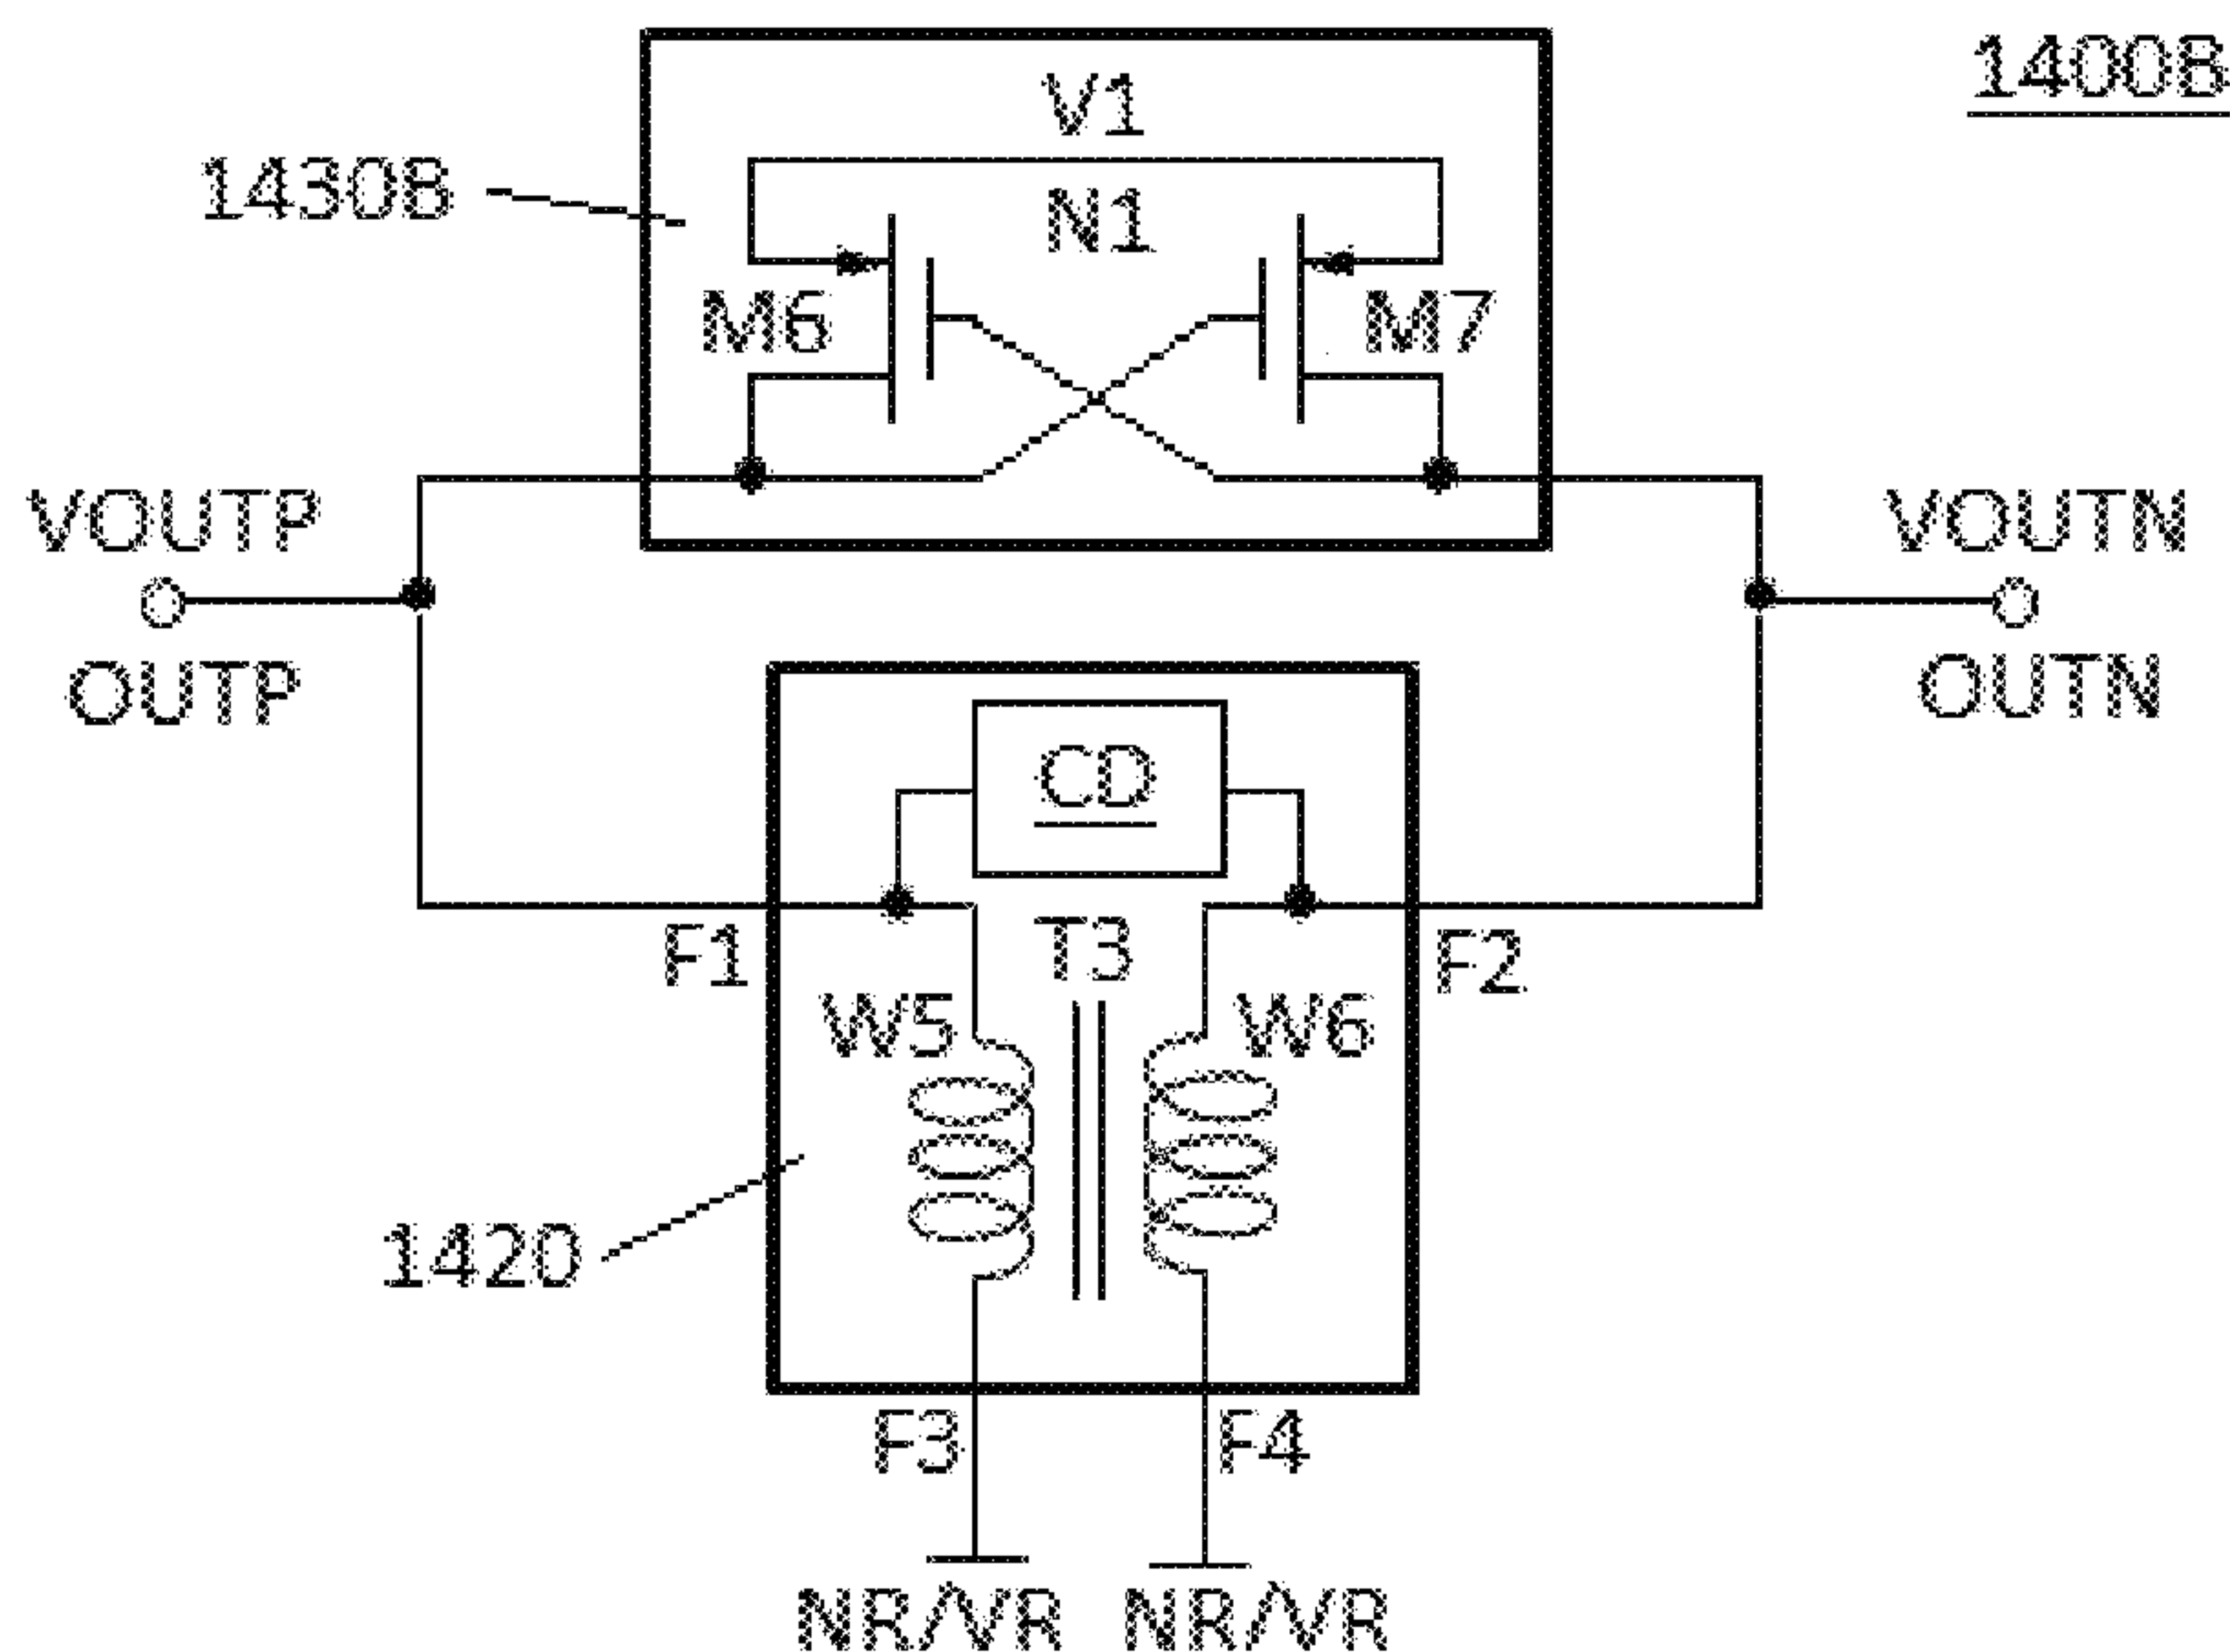 1400B
V1
1430B
N1
M6
M7
VOUTP
VOUTN
OUTP
OUTN
CD
F1
T3
F2
W5
W6
1420
F3
F4
NR/VR
NR/VR